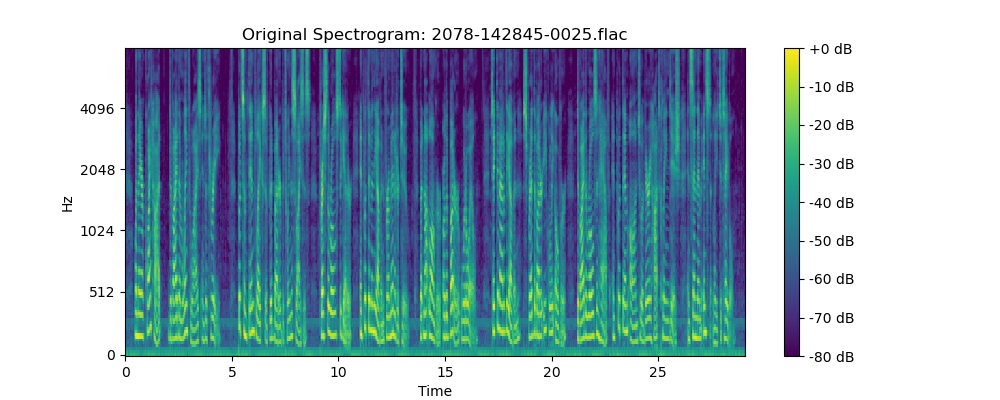 Original Spectrogram: 2078-142845-0025.flac
Hz
4096
2048
1024
512
0
0 5 10 15 20 25
Time
+0 dB
-10 dB
-20 dB
-30 dB
-40 dB
-50 dB
-60 dB
-70 dB
-80 dB